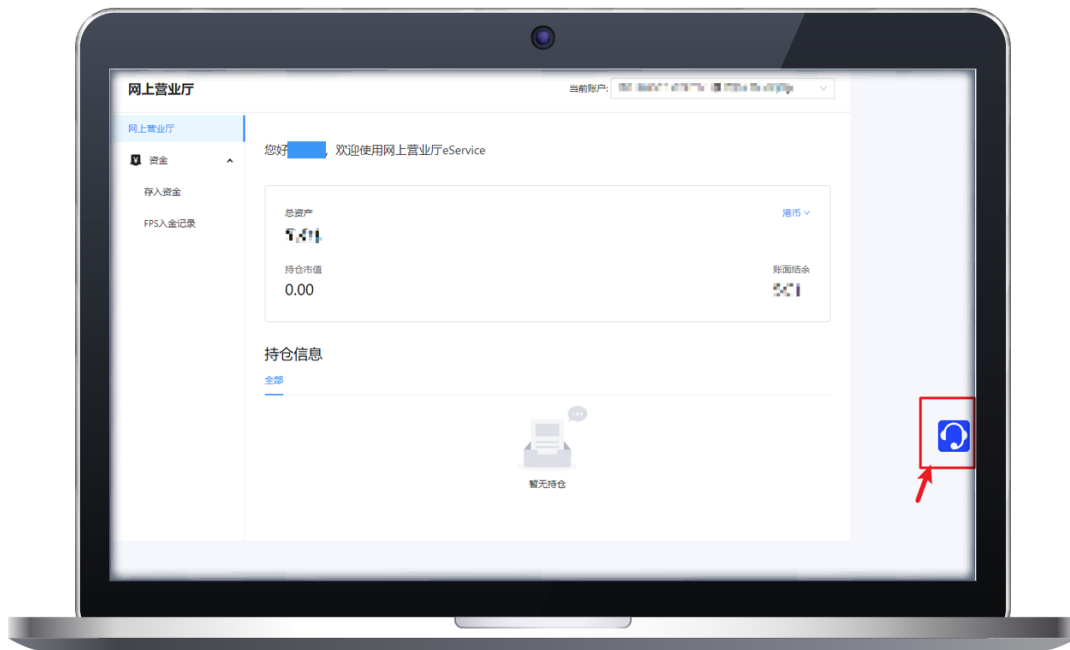 网上营业厅
当前账户:
网上营业厅
资金
存入资金
FPS入金记录
您好 ，欢迎使用网上营业厅eService
总资产
港币
持仓市值
0.00
账面结余
持仓信息
全部
暂无持仓